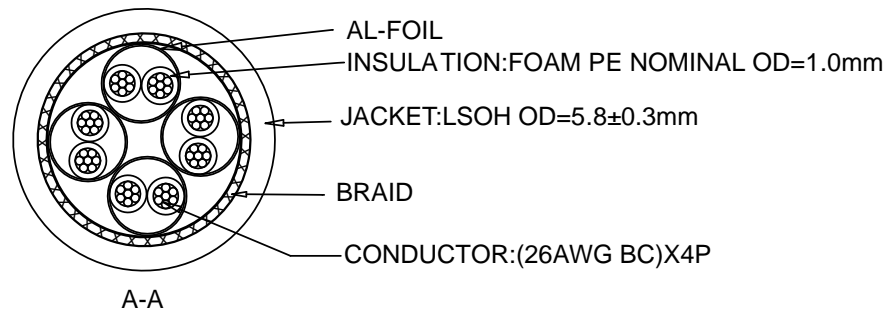 AL-FOIL
INSULATION:FOAM PE NOMINAL OD=1.0mm
JACKET:LSOH OD=5.8±0.3mm
BRAID
CONDUCTOR:(26AWG BC)X4P
A-A